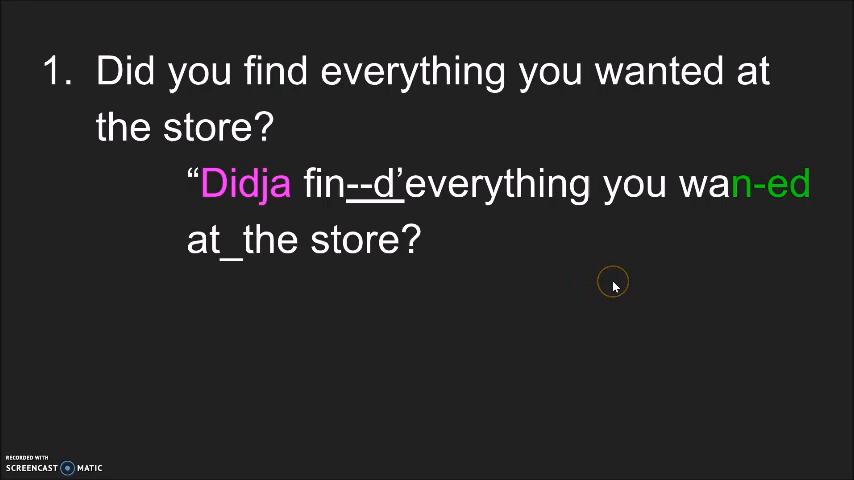 1. Did you find everything you wanted at
the store?
“Didja fin--d’everything you wan-ed
at_the store?
RECORDED WITH
SCREENCAST MATIC